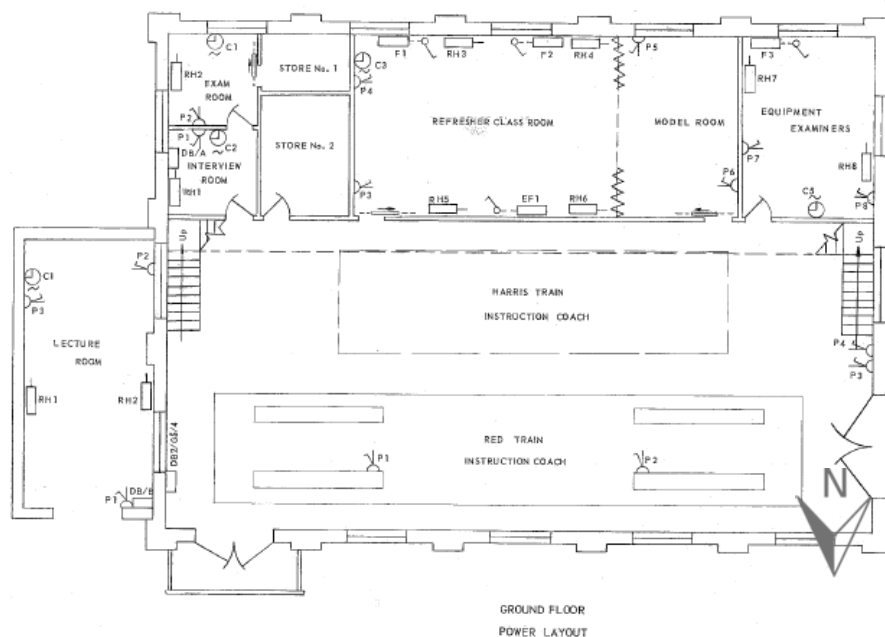 C1
F1
RH3
F2
RH4
P5
F3
RH2
STORE No. 1
C3
RH7
EXAM
ROOM
P4
P2
REFRESHER CLASS ROOM
MODEL ROOM
EQUIPMENT
EXAMINERS
P1
C2
DB/A
STORE No. 2
P7
INTERVIEW
ROOM
RH8
RH1
P3
P6
C5
P8
RH5
EF1
RH6
Up
Up
P2
C1
P3
HARRIS TRAIN
INSTRUCTION COACH
LECTURE
ROOM
P4
P3
RH1
RH2
DB2/GS/4
RED TRAIN
INSTRUCTION COACH
P1
P2
P1
DB/B
N
GROUND FLOOR
POWER LAYOUT